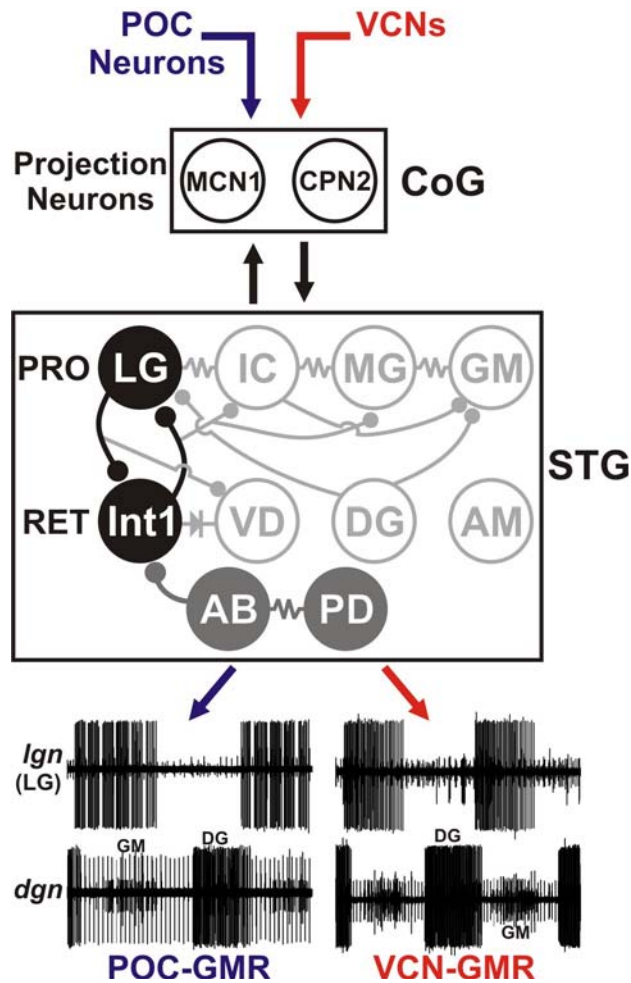 POC
Neurons
VCNs
Projection
Neurons
MCN1
CPN2
CoG
PRO
LG
IC
MG
GM
STG
RET
Int1
VD
DG
AM
AB
PD
lgn
(LG)
GM
DG
DG
dgn
GM
POC-GMR
VCN-GMR